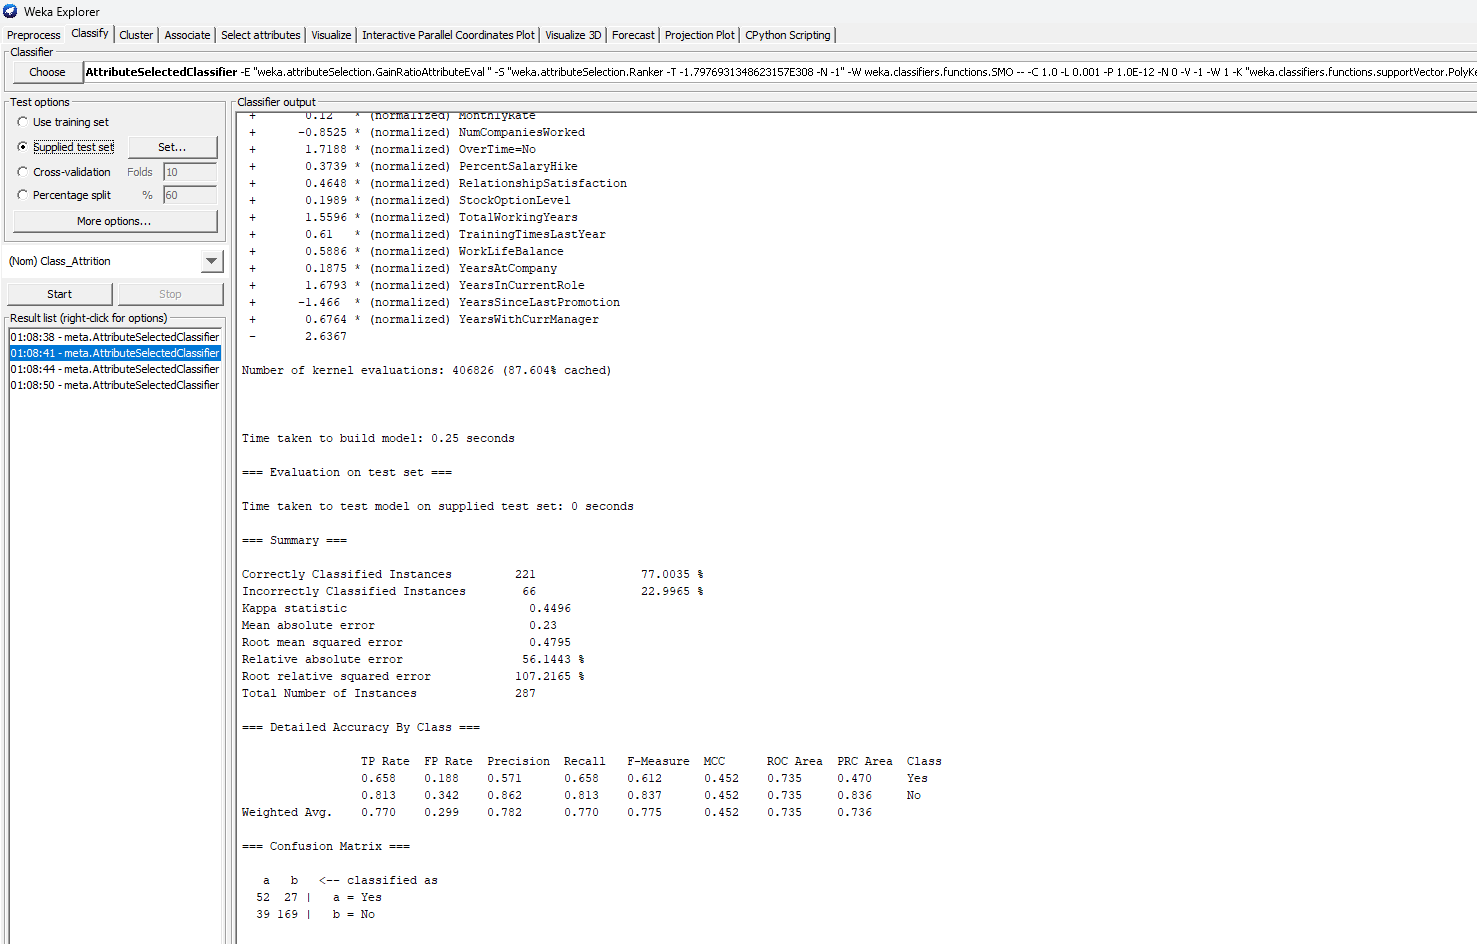 Weka Explorer
Preprocess Classify Cluster Associate Select attributes Visualize Interactive Parallel Coordinates Plot Visualize 3D Forecast Projection Plot CPython Scripting
Classifier
Choose AttributeSelectedClassifier -E "weka.attributeSelection.GainRatioAttributeEval " -S "weka.attributeSelection.Ranker -T -1.7976931348623157E308 -N -1" -W weka.classifiers.functions.SMO -- -C 1.0 -L 0.001 -P 1.0E-12 -N 0 -V -1 -W 1 -K "weka.classifiers.functions.supportVector.PolyKe
Test options
Use training set
Supplied test set Set...
Cross-validation Folds 10
Percentage split % 60
More options...
(Nom) Class_Attrition
Start Stop
Result list (right-click for options)
01:08:38 - meta.AttributeSelectedClassifier
01:08:41 - meta.AttributeSelectedClassifier
01:08:44 - meta.AttributeSelectedClassifier
01:08:50 - meta.AttributeSelectedClassifier
Classifier output
+ 0.12 * (normalized) MonthlyRate
+ -0.8525 * (normalized) NumCompaniesWorked
+ 1.7188 * (normalized) OverTime=No
+ 0.3739 * (normalized) PercentSalaryHike
+ 0.4648 * (normalized) RelationshipSatisfaction
+ 0.1989 * (normalized) StockOptionLevel
+ 1.5596 * (normalized) TotalWorkingYears
+ 0.61 * (normalized) TrainingTimesLastYear
+ 0.5886 * (normalized) WorkLifeBalance
+ 0.1875 * (normalized) YearsAtCompany
+ 1.6793 * (normalized) YearsInCurrentRole
+ -1.466 * (normalized) YearsSinceLastPromotion
+ 0.6764 * (normalized) YearsWithCurrManager
- 2.6367
Number of kernel evaluations: 406826 (87.604% cached)
Time taken to build model: 0.25 seconds
=== Evaluation on test set ===
Time taken to test model on supplied test set: 0 seconds
=== Summary ===
Correctly Classified Instances 221 77.0035 %
Incorrectly Classified Instances 66 22.9965 %
Kappa statistic 0.4496
Mean absolute error 0.23
Root mean squared error 0.4795
Relative absolute error 56.1443 %
Root relative squared error 107.2165 %
Total Number of Instances 287
=== Detailed Accuracy By Class ===
TP Rate FP Rate Precision Recall F-Measure MCC ROC Area PRC Area Class
0.658 0.188 0.571 0.658 0.612 0.452 0.735 0.470 Yes
0.813 0.342 0.862 0.813 0.837 0.452 0.735 0.836 No
Weighted Avg. 0.770 0.299 0.782 0.770 0.775 0.452 0.735 0.736
=== Confusion Matrix ===
a b <-- classified as
52 27 | a = Yes
39 169 | b = No